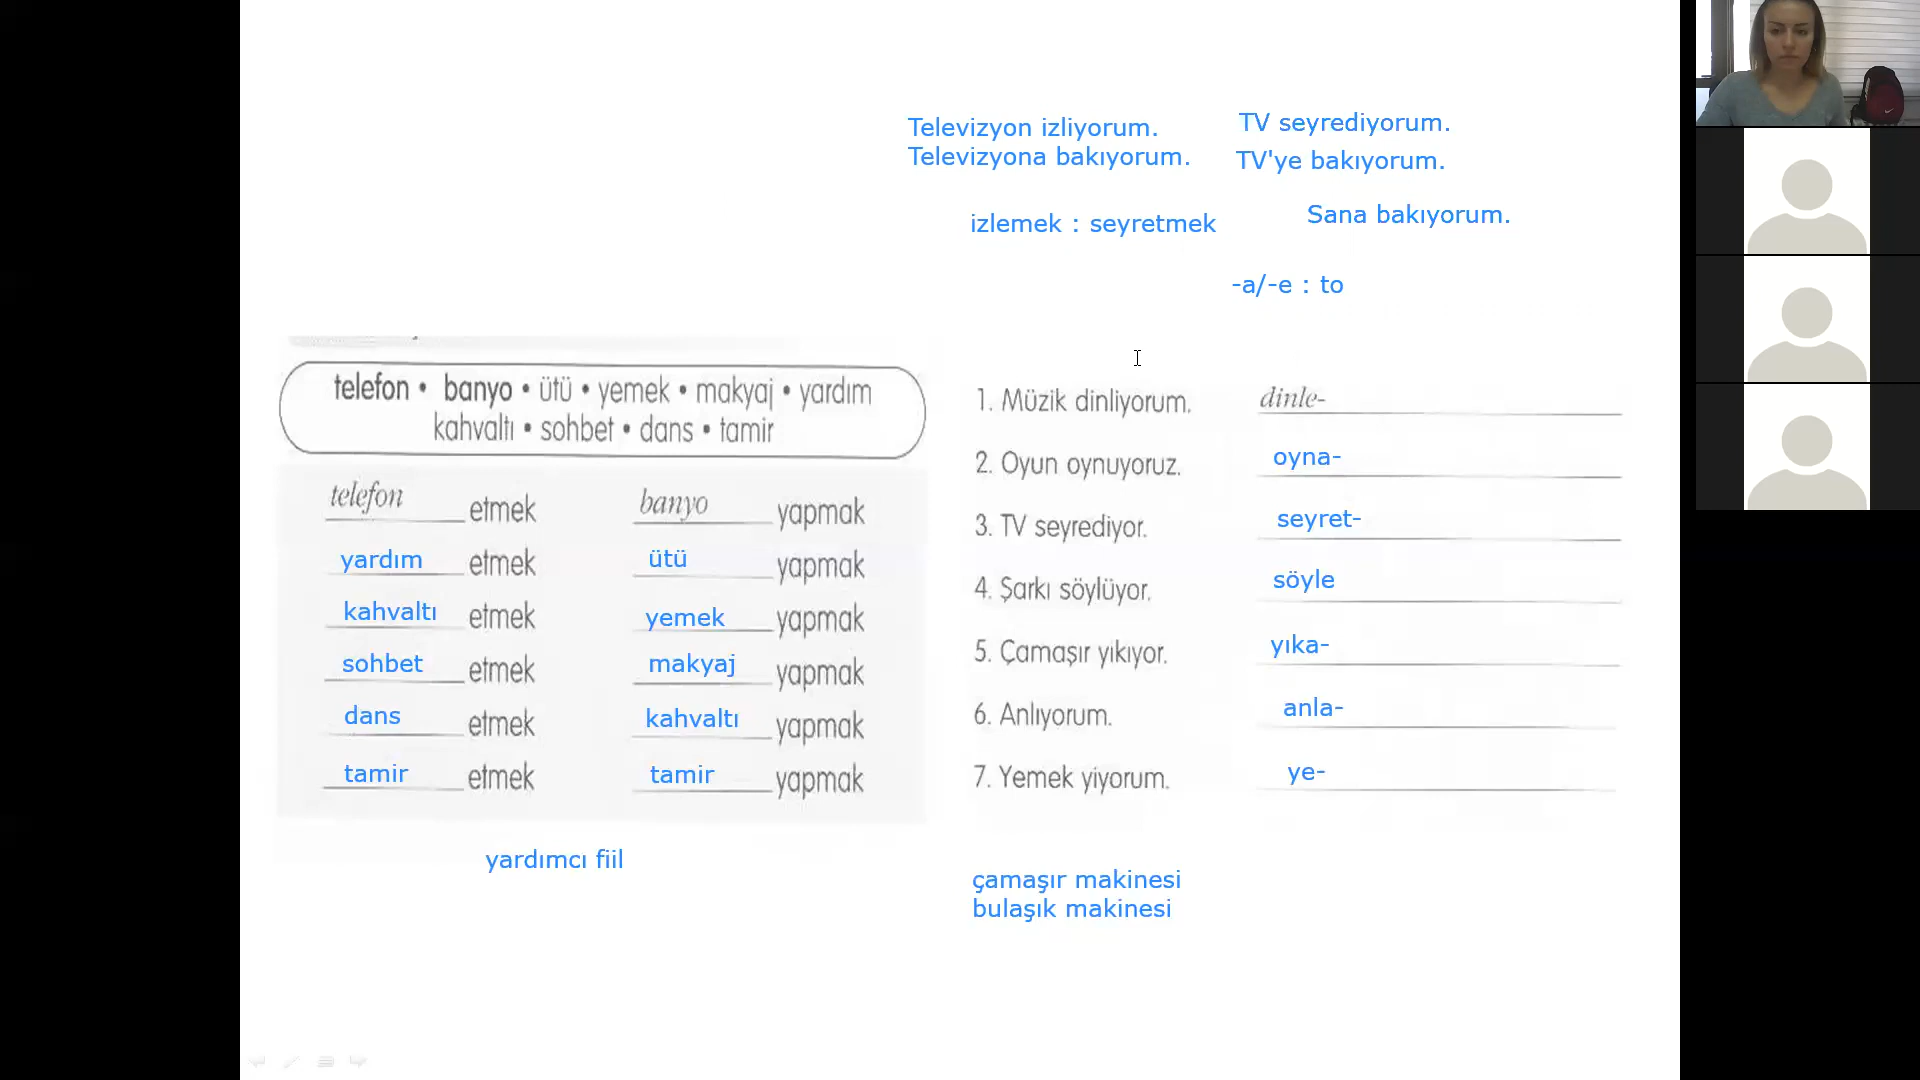 Televizyon izliyorum.
Televizyona bakıyorum.
TV seyrediyorum.
TV'ye bakıyorum.
izlemek : seyretmek
Sana bakıyorum.
-a/-e : to
telefon • banyo • ütü • yemek • makyaj • yardım
kahvaltı • sohbet • dans • tamir
telefon etmek
yardım etmek
kahvaltı etmek
sohbet etmek
dans etmek
tamir etmek
banyo yapmak
ütü yapmak
yemek yapmak
makyaj yapmak
kahvaltı yapmak
tamir yapmak
yardımcı fiil
1. Müzik dinliyorum. dinle-
2. Oyun oynuyoruz. oyna-
3. TV seyrediyor. seyret-
4. Şarkı söylüyor. söyle
5. Çamaşır yıkıyor. yıka-
6. Anlıyorum. anla-
7. Yemek yiyorum. ye-
çamaşır makinesi
bulaşık makinesi